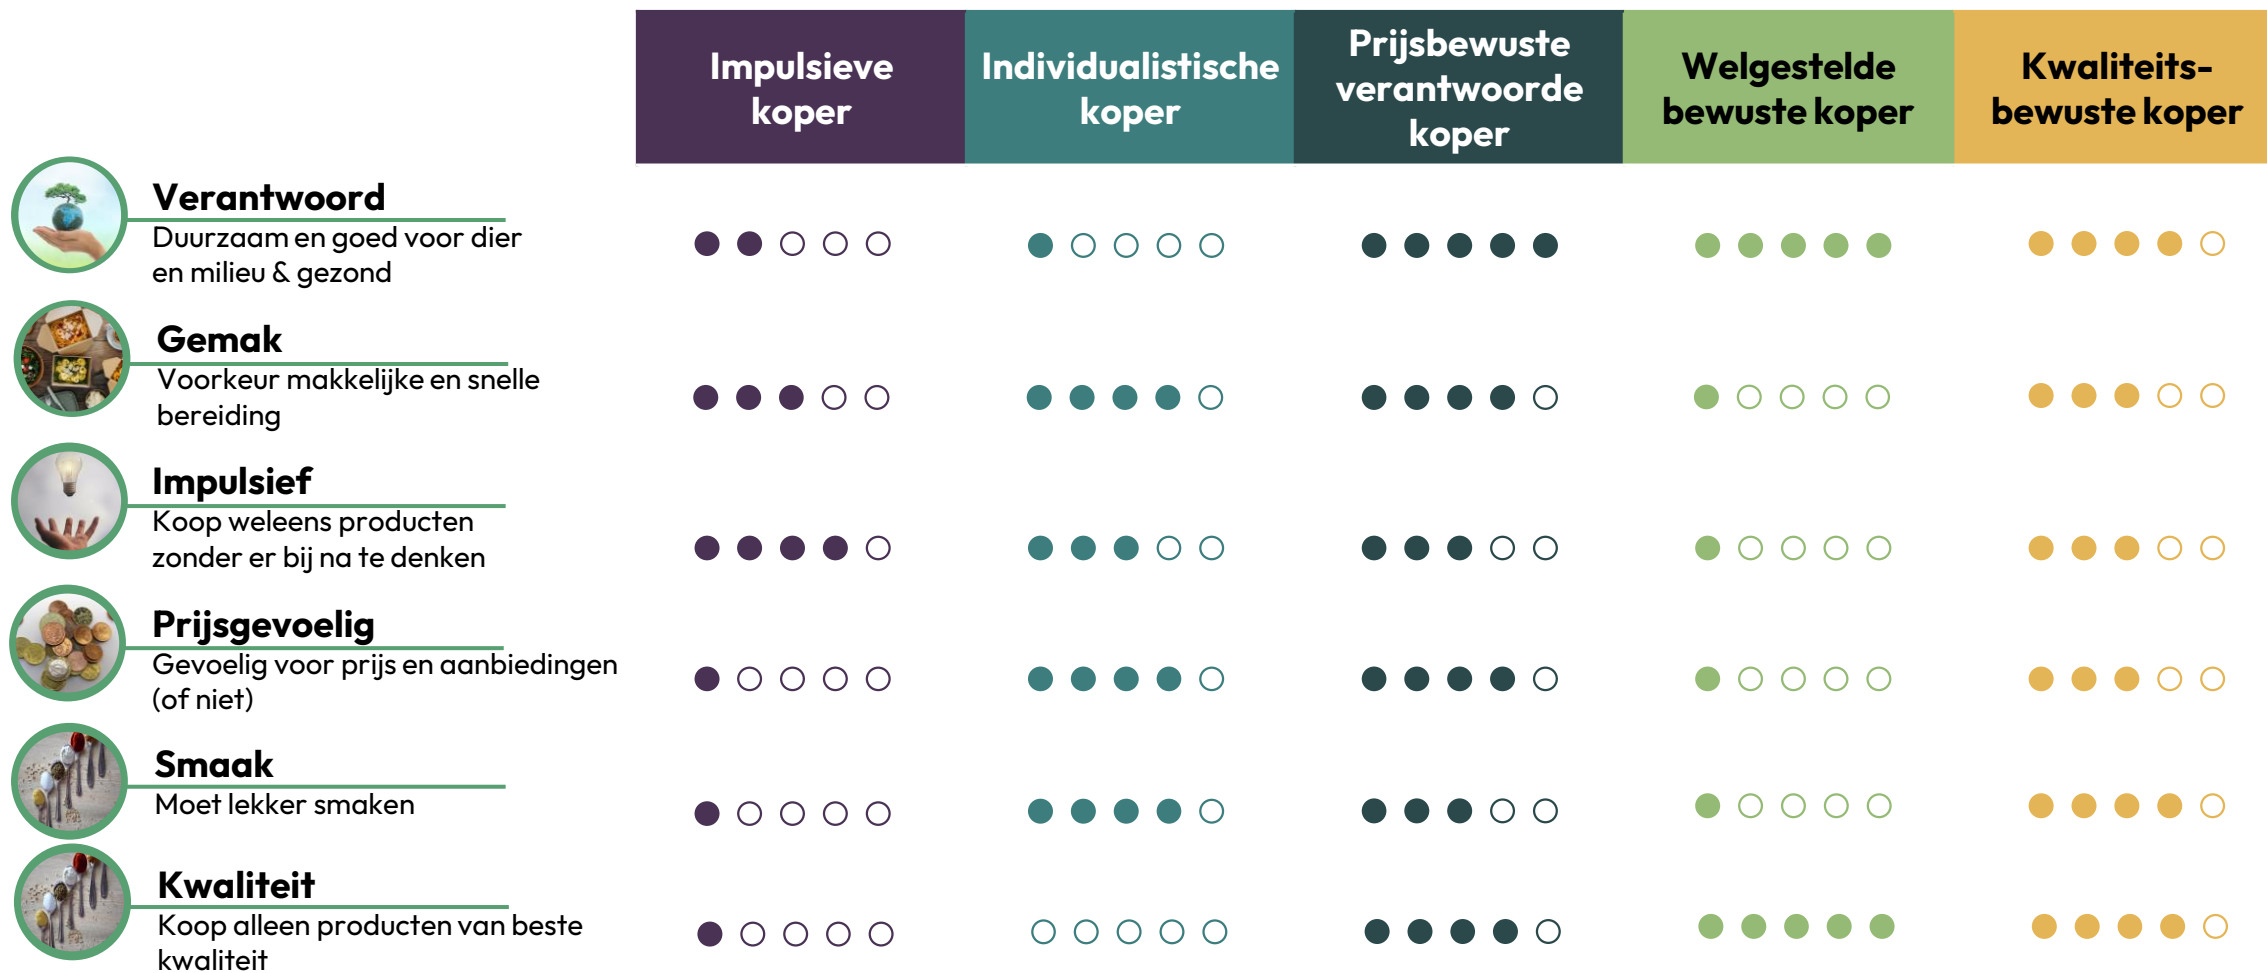 Impulsieve
koper
Individualistische
koper
Prijsbewuste
verantwoorde
koper
Welgestelde
bewuste koper
Kwaliteits-
bewuste koper
Verantwoord
Duurzaam en goed voor dier
en milieu & gezond
Gemak
Voorkeur makkelijke en snelle
bereiding
Impulsief
Koop weleens producten
zonder er bij na te denken
Prijsgevoelig
Gevoelig voor prijs en aanbiedingen
(of niet)
Smaak
Moet lekker smaken
Kwaliteit
Koop alleen producten van beste
kwaliteit